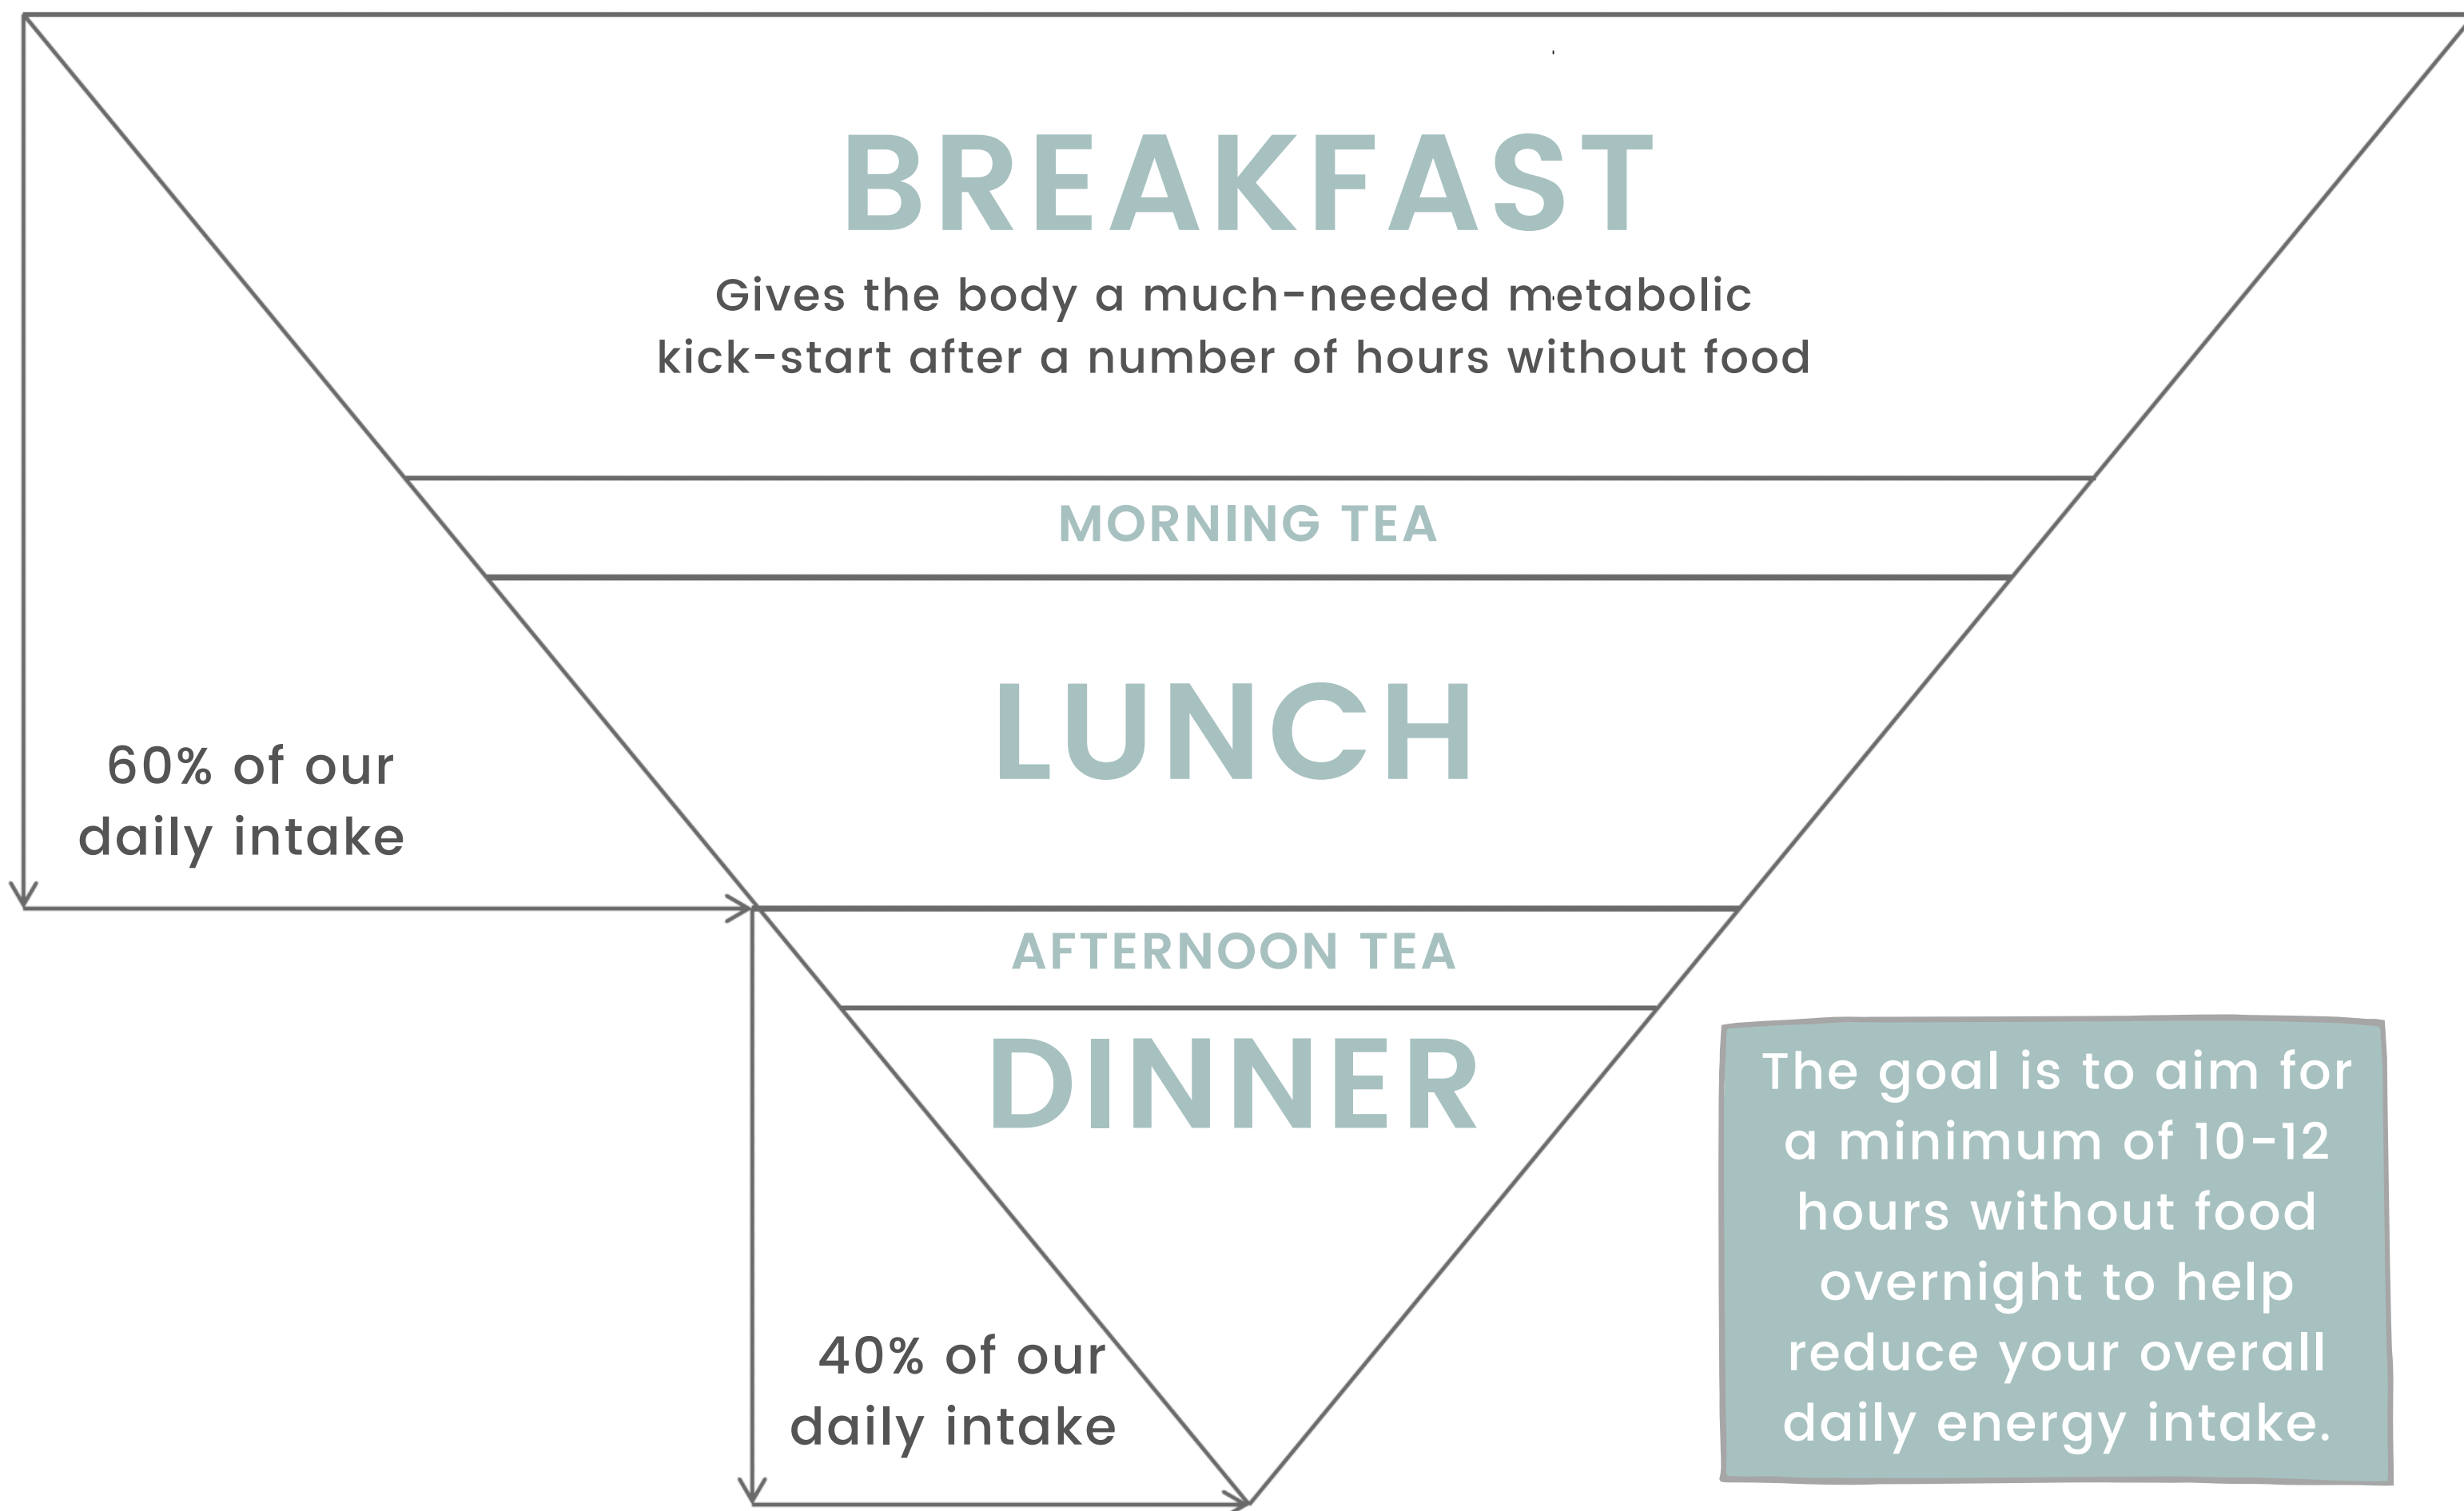 BREAKFAST
Gives the body a much-needed metabolic
kick-start after a number of hours without food
MORNING TEA
LUNCH
60% of our
daily intake
AFTERNOON TEA
DINNER
40% of our
daily intake
The goal is to aim for
a minimum of 10-12
hours without food
overnight to help
reduce your overall
daily energy intake.